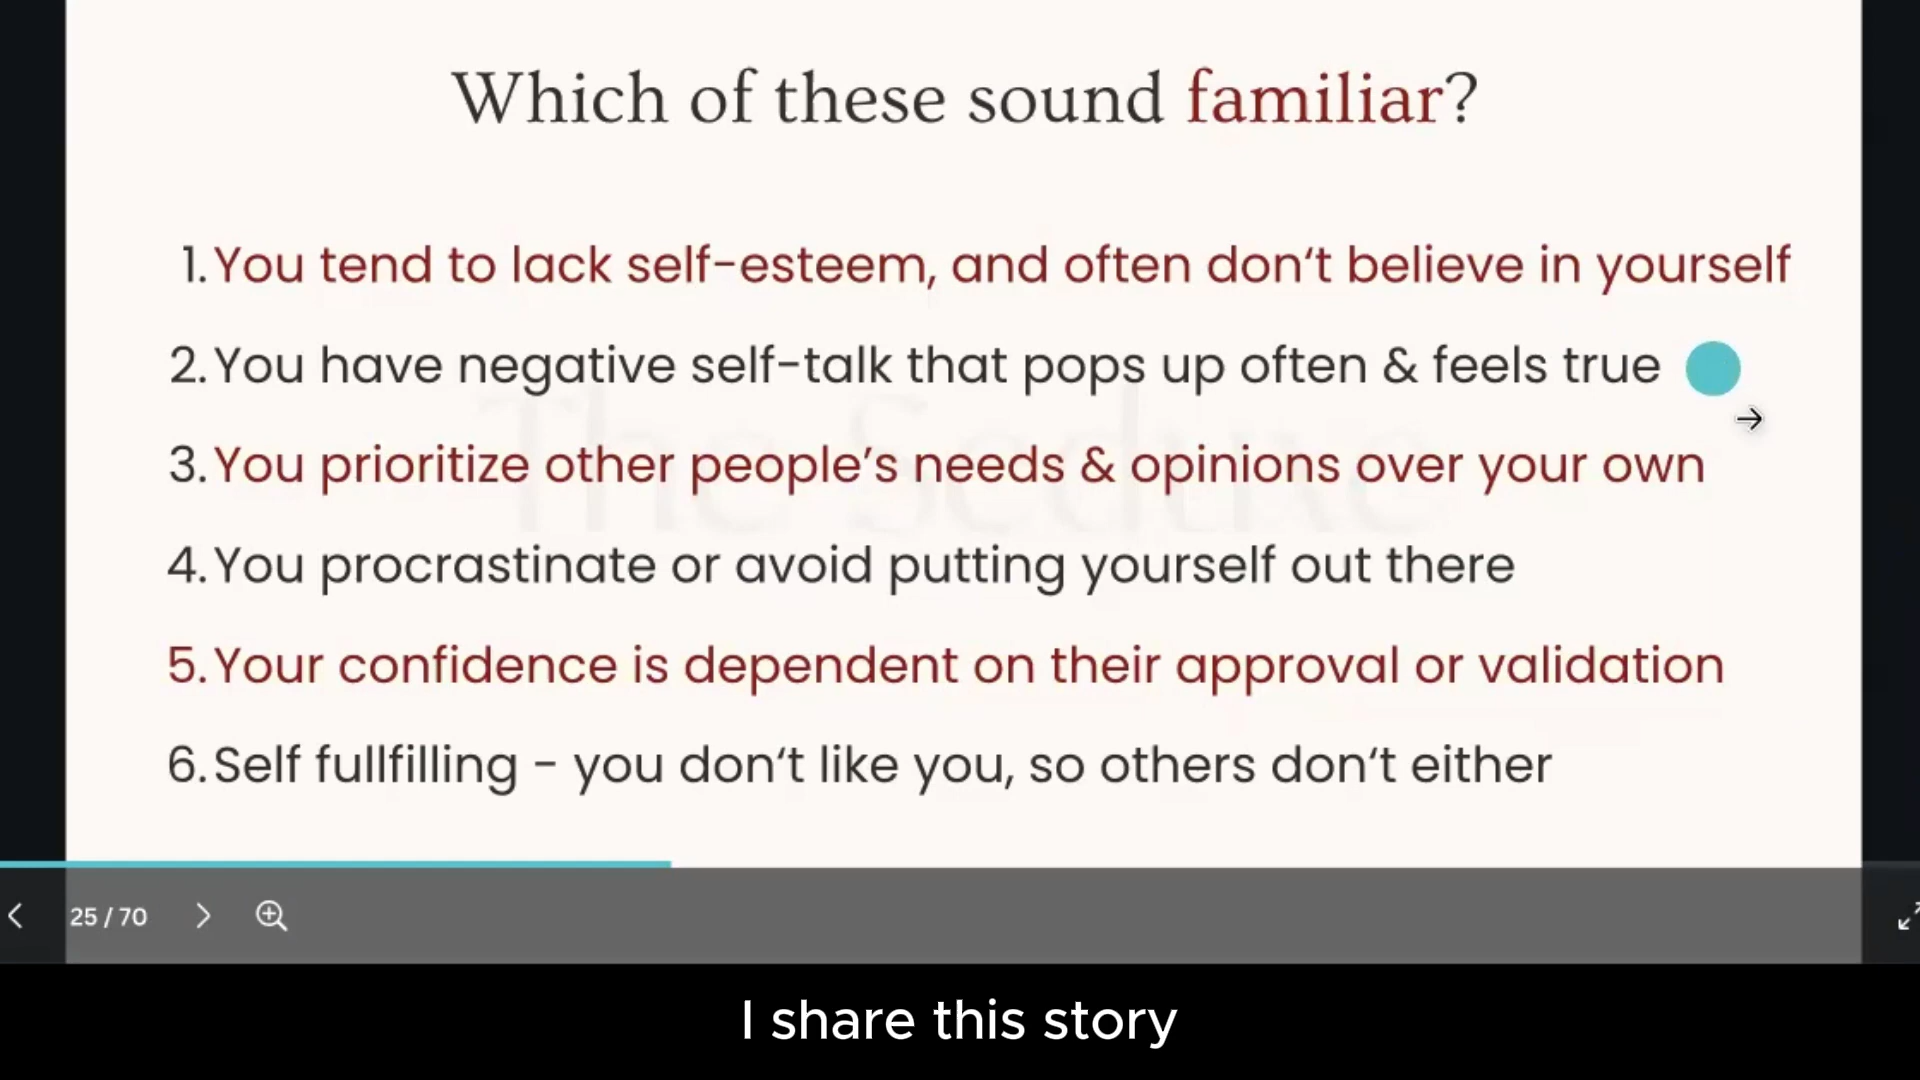 Which of these sound familiar?
1. You tend to lack self-esteem, and often don‘t believe in yourself
2. You have negative self-talk that pops up often & feels true
3. You prioritize other people’s needs & opinions over your own
4. You procrastinate or avoid putting yourself out there
5. Your confidence is dependent on their approval or validation
6. Self fullfilling - you don‘t like you, so others don‘t either
25 / 70
I share this story